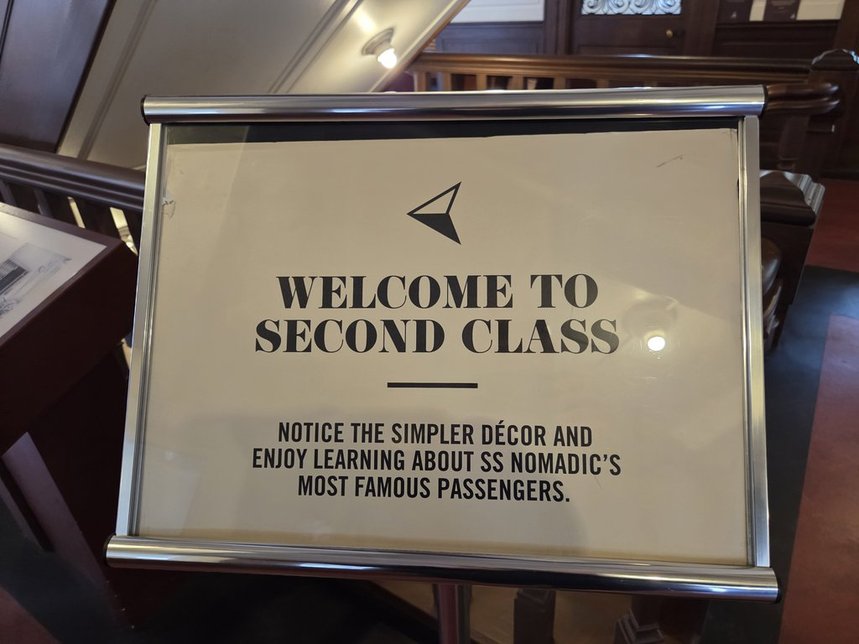 WELCOME TO
SECOND CLASS
NOTICE THE SIMPLER DÉCOR AND
ENJOY LEARNING ABOUT SS NOMADIC'S
MOST FAMOUS PASSENGERS.